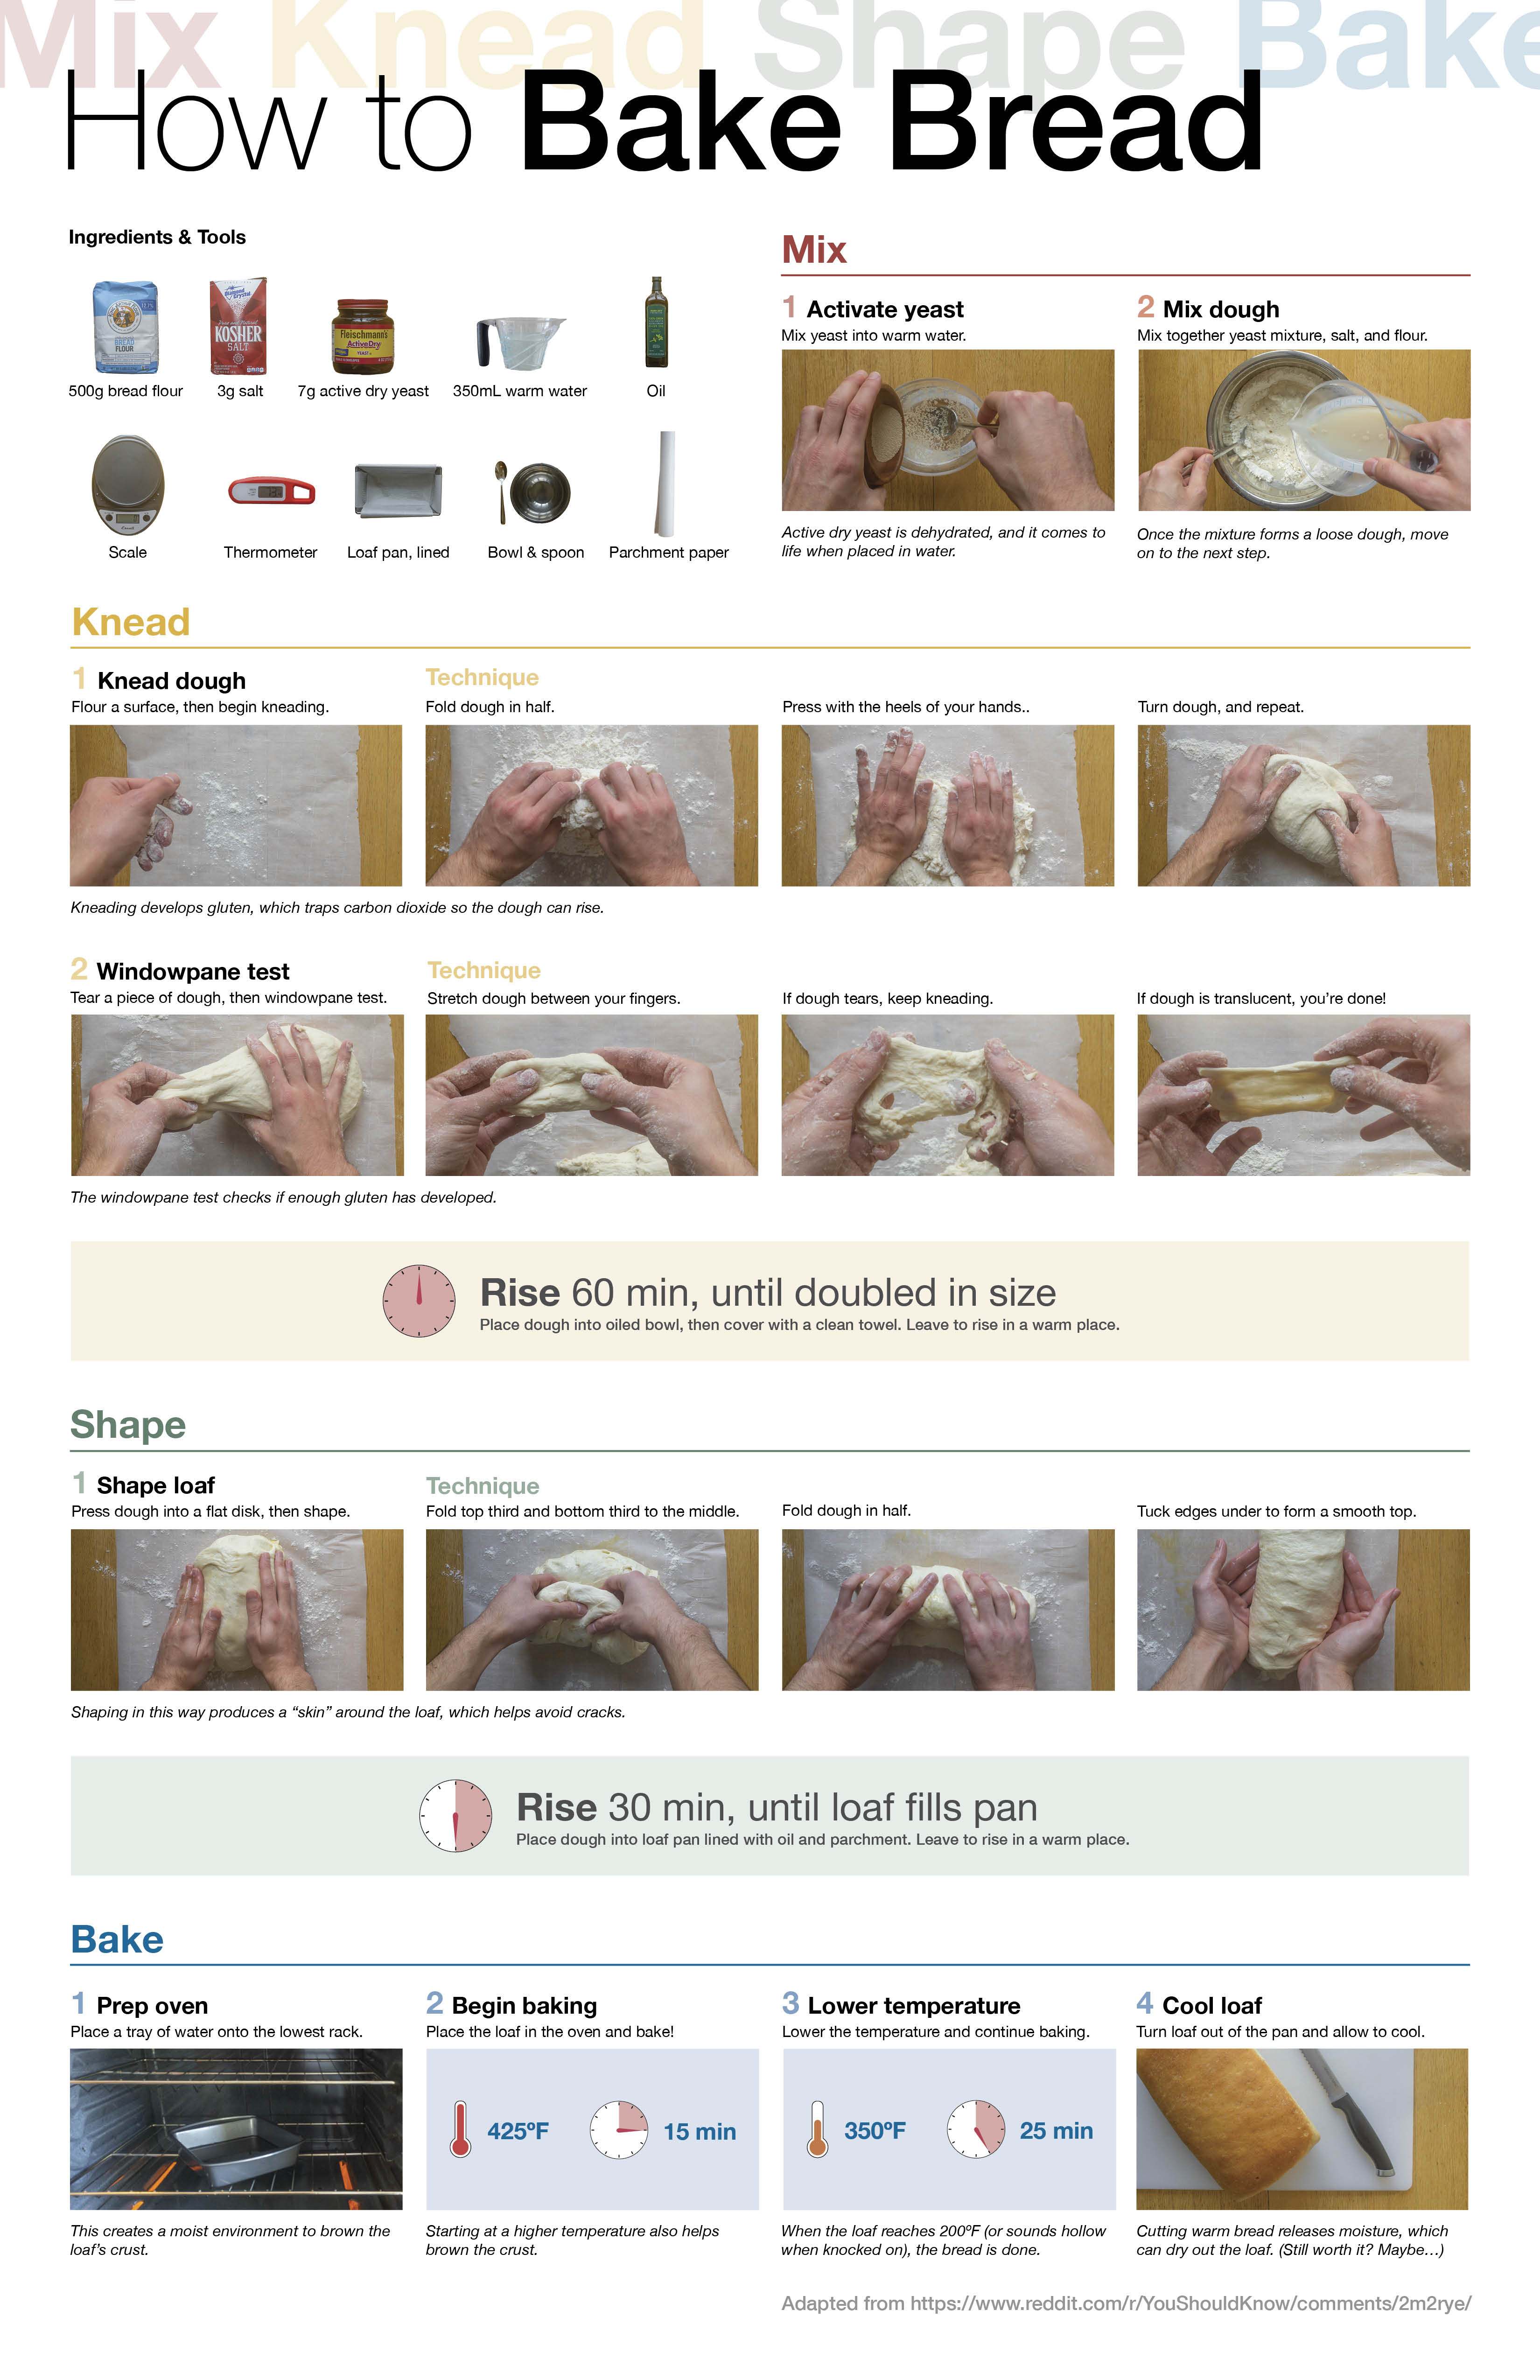 Mix Knead Shape Bake
How to Bake Bread
Ingredients & Tools
BREAD
FLOUR
Diamond Crystal
KOSHER
SALT
Fleischmann's
ActiveDry
YEAST
500g bread flour
3g salt
7g active dry yeast
350mL warm water
Oil
Scale
Thermometer
Loaf pan, lined
Bowl & spoon
Parchment paper
Mix
1 Activate yeast
Mix yeast into warm water.
Active dry yeast is dehydrated, and it comes to
life when placed in water.
2 Mix dough
Mix together yeast mixture, salt, and flour.
Once the mixture forms a loose dough, move
on to the next step.
Knead
1 Knead dough
Flour a surface, then begin kneading.
Technique
Fold dough in half.
Press with the heels of your hands..
Turn dough, and repeat.
Kneading develops gluten, which traps carbon dioxide so the dough can rise.
2 Windowpane test
Tear a piece of dough, then windowpane test.
Technique
Stretch dough between your fingers.
If dough tears, keep kneading.
If dough is translucent, you're done!
The windowpane test checks if enough gluten has developed.
Rise 60 min, until doubled in size
Place dough into oiled bowl, then cover with a clean towel. Leave to rise in a warm place.
Shape
1 Shape loaf
Press dough into a flat disk, then shape.
Technique
Fold top third and bottom third to the middle.
Fold dough in half.
Tuck edges under to form a smooth top.
Shaping in this way produces a “skin” around the loaf, which helps avoid cracks.
Rise 30 min, until loaf fills pan
Place dough into loaf pan lined with oil and parchment. Leave to rise in a warm place.
Bake
1 Prep oven
Place a tray of water onto the lowest rack.
This creates a moist environment to brown the
loaf's crust.
2 Begin baking
Place the loaf in the oven and bake!
425ºF
15 min
Starting at a higher temperature also helps
brown the crust.
3 Lower temperature
Lower the temperature and continue baking.
350ºF
25 min
When the loaf reaches 200ºF (or sounds hollow
when knocked on), the bread is done.
4 Cool loaf
Turn loaf out of the pan and allow to cool.
Cutting warm bread releases moisture, which
can dry out the loaf. (Still worth it? Maybe…)
Adapted from https://www.reddit.com/r/YouShouldKnow/comments/2m2rye/